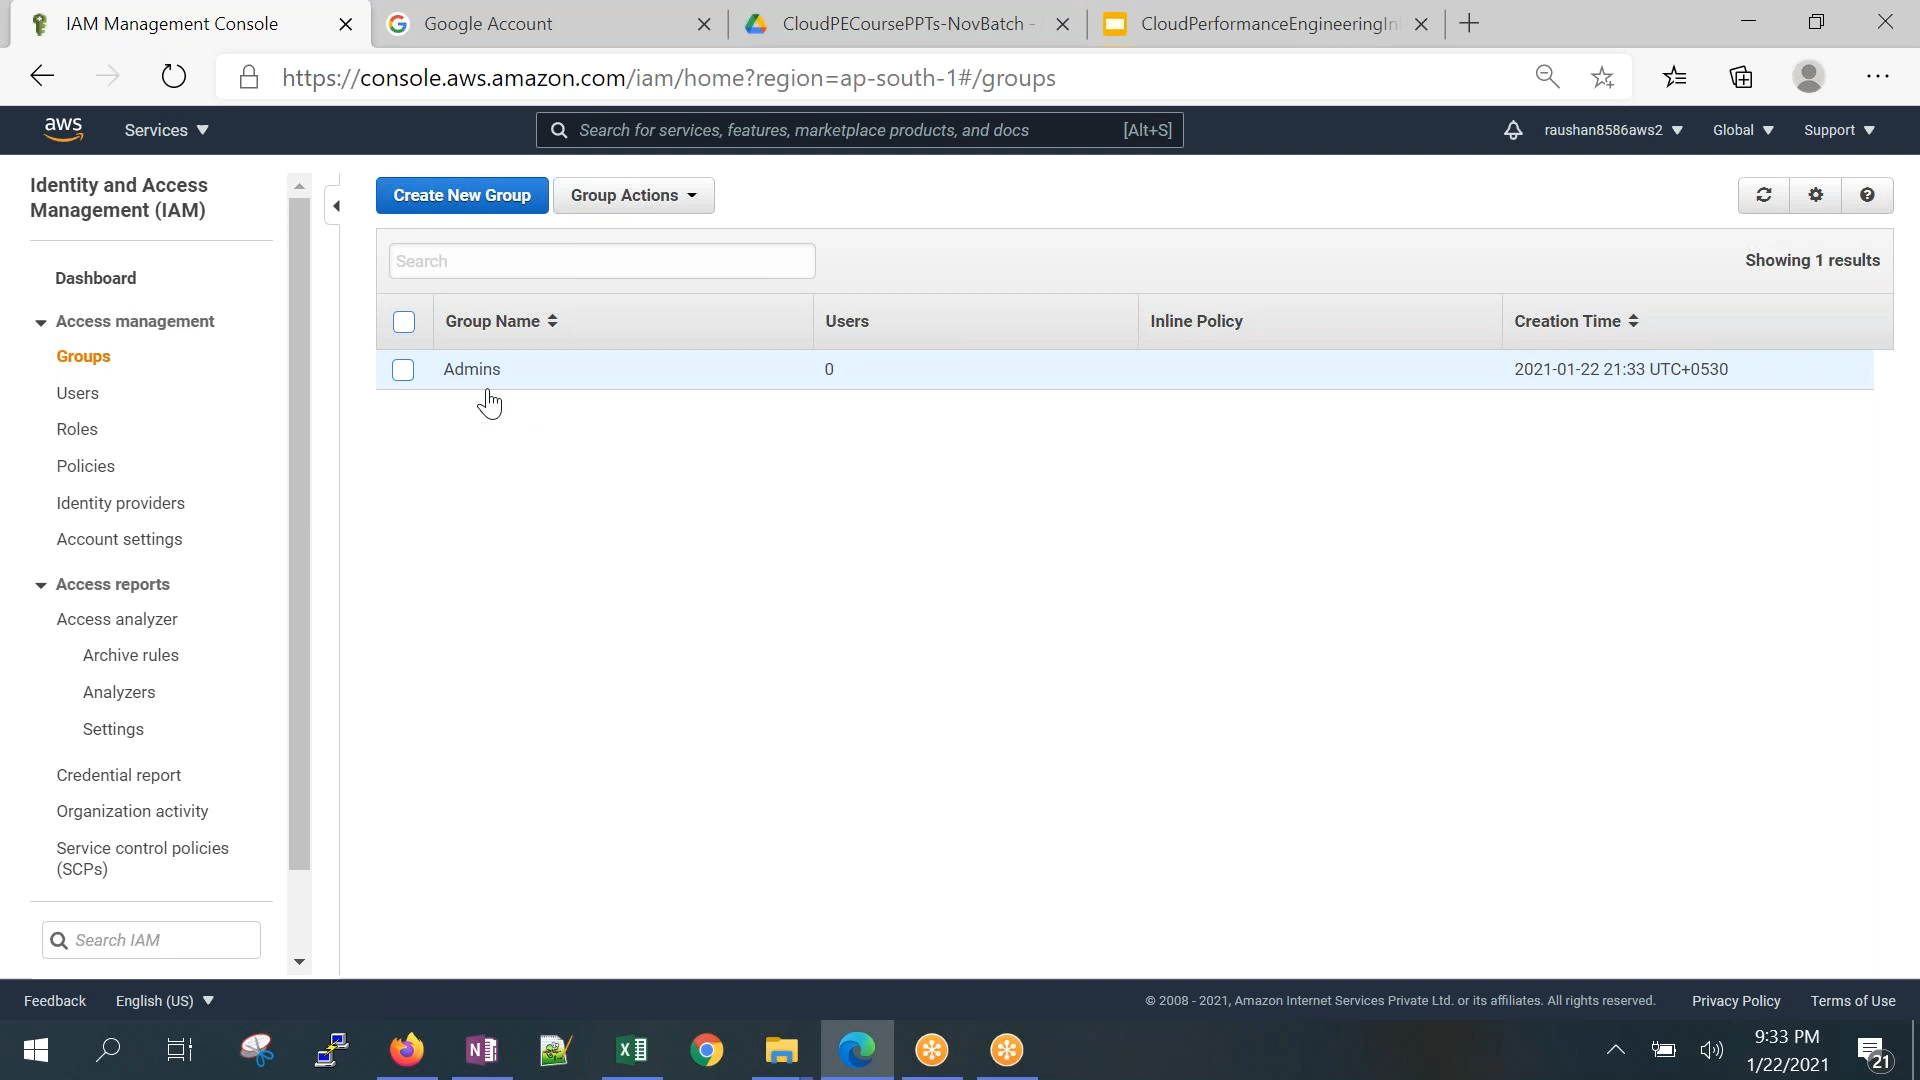 IAM Management Console
Google Account
CloudPECoursePPTs-NovBatch -
CloudPerformanceEngineeringIn
https://console.aws.amazon.com/iam/home?region=ap-south-1#/groups
aws
Services
Search for services, features, marketplace products, and docs
[Alt+S]
raushan8586aws2
Global
Support
Identity and Access
Management (IAM)
Dashboard
Access management
Groups
Users
Roles
Policies
Identity providers
Account settings
Access reports
Access analyzer
Archive rules
Analyzers
Settings
Credential report
Organization activity
Service control policies
(SCPs)
Search IAM
Create New Group
Group Actions
Search
Showing 1 results
Group Name
Users
Inline Policy
Creation Time
Admins
0
2021-01-22 21:33 UTC+0530
Feedback
English (US)
© 2008 - 2021, Amazon Internet Services Private Ltd. or its affiliates. All rights reserved.
Privacy Policy
Terms of Use
9:33 PM
1/22/2021
21